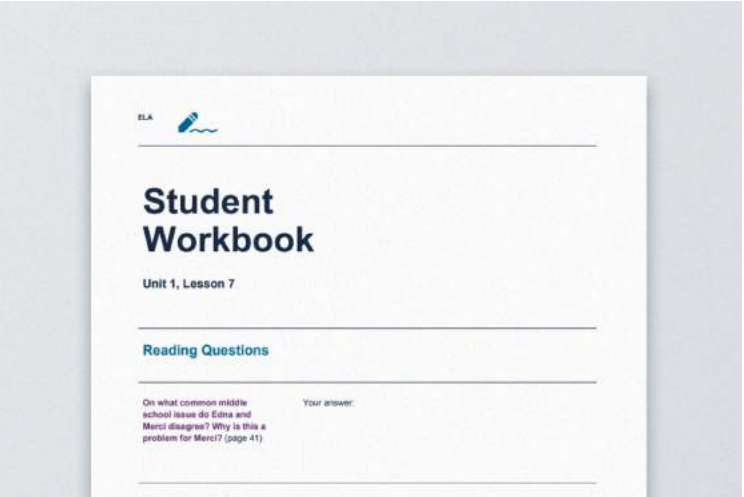 ELA
Student
Workbook
Unit 1, Lesson 7
Reading Questions
On what common middle
school issue do Edna and
Merci disagree? Why is this a
problem for Merci? (page 41)
Your answer: